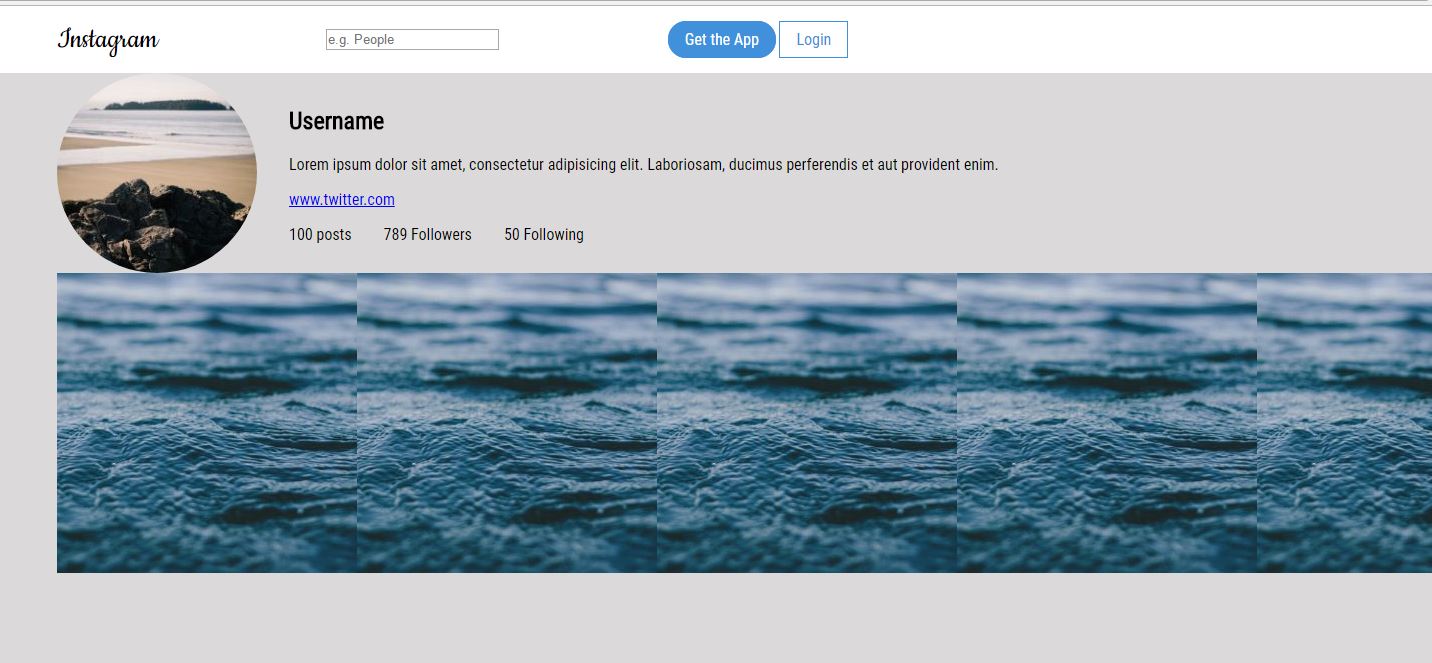 Instagram
e.g. People
Get the App
Login
Username
Lorem ipsum dolor sit amet, consectetur adipisicing elit. Laboriosam, ducimus perferendis et aut provident enim.
www.twitter.com
100 posts 789 Followers 50 Following